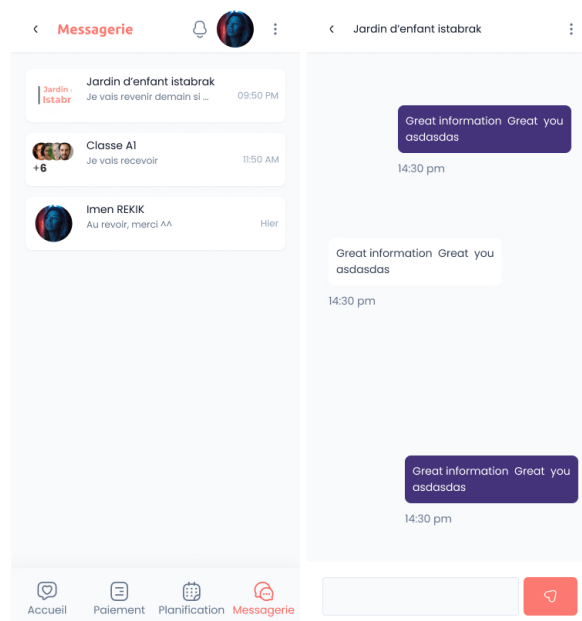 Messagerie
Jardin d'enfant istabrak
Je vais revenir demain si ...
09:50 PM
Jardin
Istabr
Classe A1
Je vais recevoir
11:50 AM
+6
Imen REKIK
Au revoir, merci ^^
Hier
Accueil
Paiement
Planification
Messagerie
Jardin d'enfant istabrak
Great information Great you
asdasdas
14:30 pm
Great information Great you
asdasdas
14:30 pm
Great information Great you
asdasdas
14:30 pm